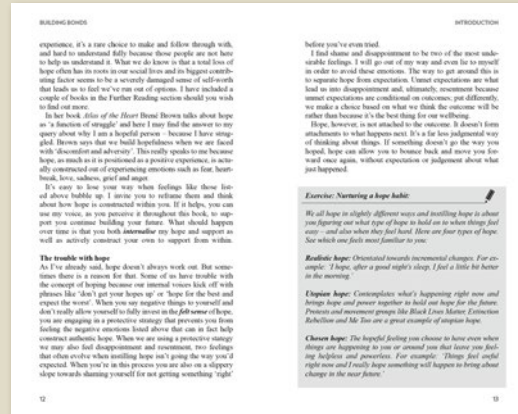 BUILDING BONDS
experience, it's a rare choice to make and follow through with,
and hard to understand fully because those people are not here
to help us understand it. What we do know is that a total loss of
hope often has its roots in our social lives and its biggest contrib-
uting factor seems to be a severely damaged sense of self-worth
that leads us to feel we've run out of options. I have included a
couple of books in the Further Reading section should you wish
to find out more.
In her book Atlas of the Heart Brené Brown talks about hope
as 'a function of struggle' and here I may find the answer to my
query about why I am a hopeful person – because I have strug-
gled. Brown says that we build hopefulness when we are faced
with 'discomfort and adversity'. This really speaks to me because
hope, as much as it is positioned as a positive experience, is actu-
ally constructed out of experiencing emotions such as fear, heart-
break, love, sadness, grief and anger.
It's easy to lose your way when feelings like those list-
ed above bubble up. I invite you to reframe them and think
about how hope is constructed within you. If it helps, you can
use my voice, as you perceive it throughout this book, to sup-
port you continue building your future. What should happen
over time is that you both internalise my hope and support as
well as actively construct your own to support from within.
The trouble with hope
As I've already said, hope doesn't always work out. But some-
times there is a reason for that. Some of us have trouble with
the concept of hoping because our internal voices kick off with
phrases like 'don't get your hopes up' or 'hope for the best and
expect the worst'. When you say negative things to yourself and
don't really allow yourself to fully invest in the felt sense of hope,
you are engaging in a protective strategy that prevents you from
feeling the negative emotions listed above that can in fact help
construct authentic hope. When we are using a protective stategy
we may also feel disappointment and resentment, two feelings
that often evolve when instilling hope isn't going the way you'd
expected. When you're in this process you are also on a slippery
slope towards shaming yourself for not getting something 'right'
12
INTRODUCTION
before you've even tried.
I find shame and disappointment to be two of the most unde-
sirable feelings. I will go out of my way and even lie to myself
in order to avoid these emotions. The way to get around this is
to separate hope from expectation. Unmet expectations are what
lead us into disappointment and, ultimately, resentment because
unmet expectations are conditional on outcomes; put differently,
we make a choice based on what we think the outcome will be
rather than because it's the best thing for our wellbeing.
Hope, however, is not attached to the outcome. It doesn't form
attachments to what happens next. It's a far less judgmental way
of thinking about things. If something doesn't go the way you
hoped, hope can allow you to bounce back and move you for-
ward once again, without expectation or judgement about what
just happened.
Exercise: Nurturing a hope habit:
We all hope in slightly different ways and instilling hope is about
you figuring out what type of hope to hold on to when things feel
easy – and also when they feel hard. Here are four types of hope.
See which one feels most familiar to you.
Realistic hope: Orientated towards incremental changes. For ex-
ample: 'I hope, after a good night's sleep, I feel a little bit better
in the morning.'
Utopian hope: Contemplates what's happening right now and
brings hope and power together to hold out hope for the future.
Protests and movement groups like Black Lives Matter, Extinction
Rebellion and Me Too are a great example of utopian hope.
Chosen hope: The hopeful feeling you choose to have even when
things are happening to you or around you that leave you feel-
ing helpless and powerless. For example: 'Things feel awful
right now and I really hope something will happen to bring about
change in the near future.'
13